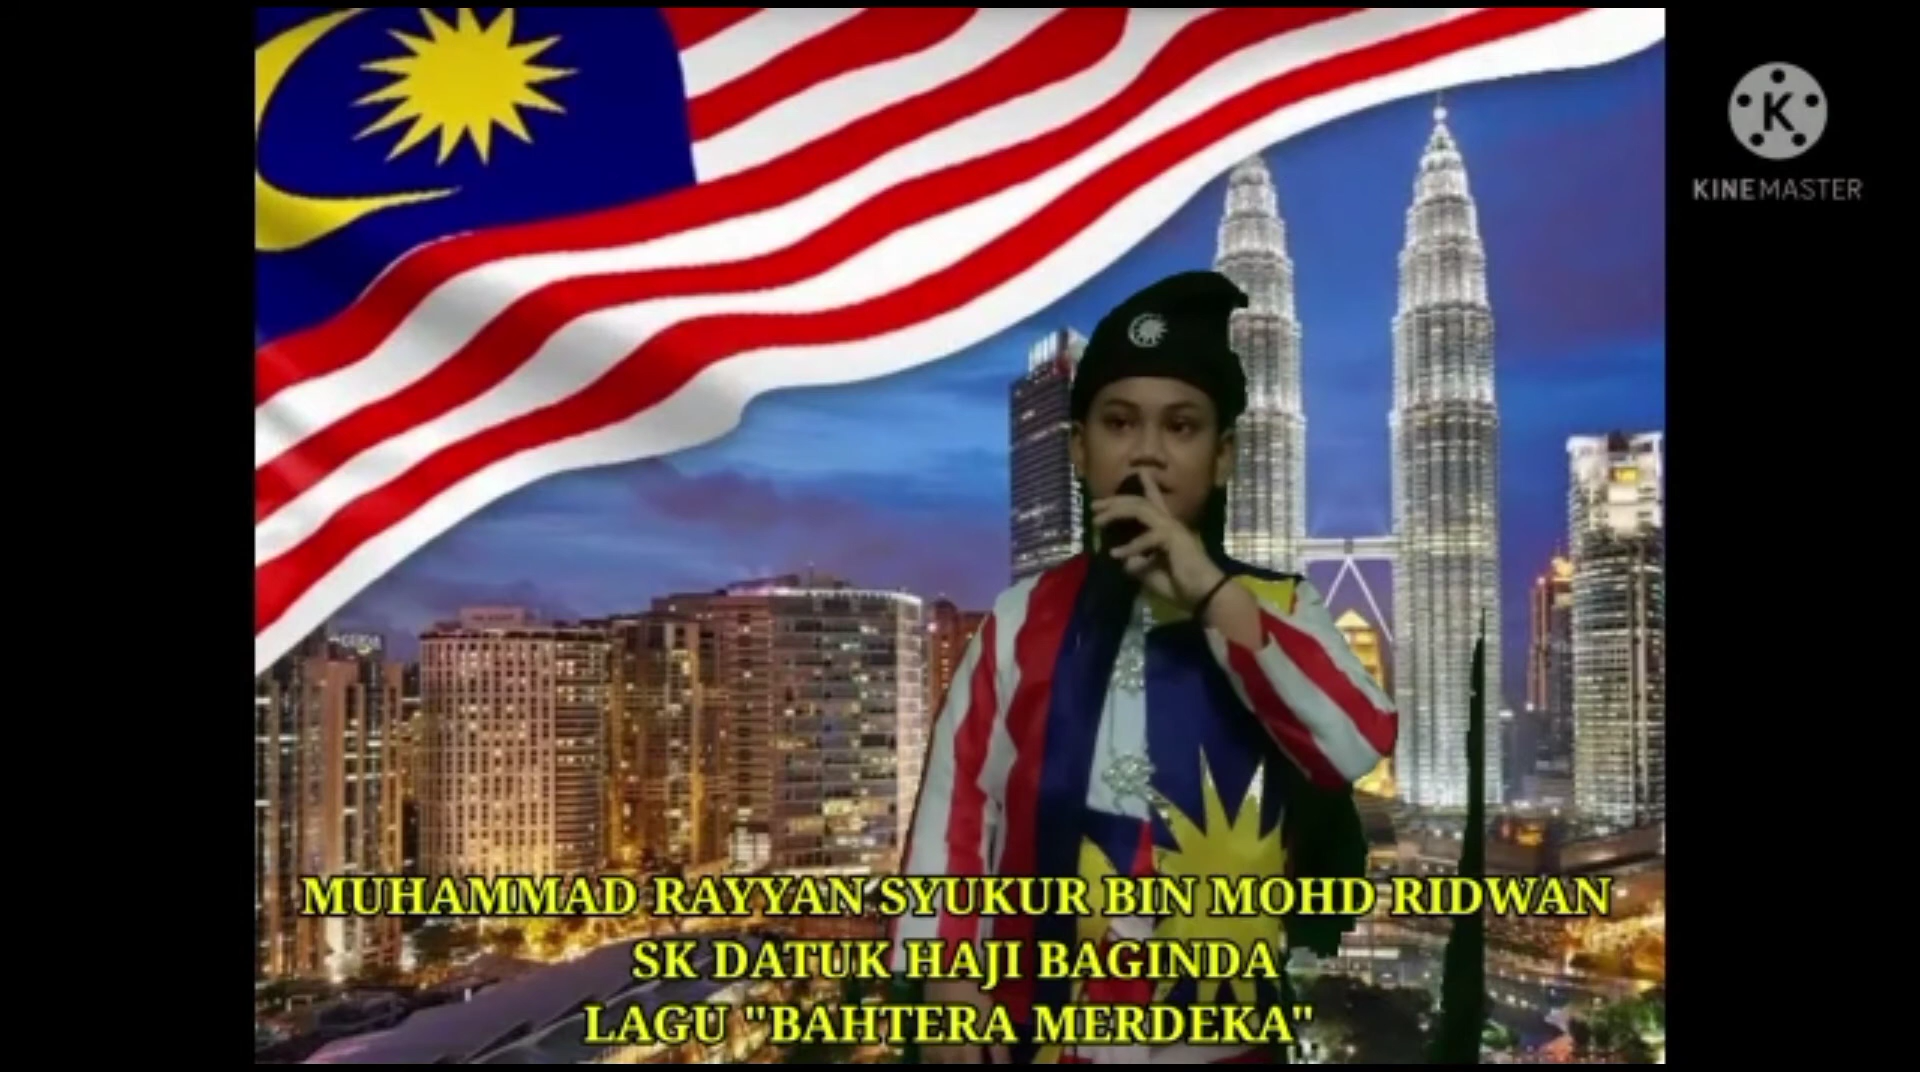 K
KINEMASTER
MUHAMMAD RAYYAN SYUKUR BIN MOHD RIDWAN
SK DATUK HAJI BAGINDA
LAGU "BAHTERA MERDEKA"